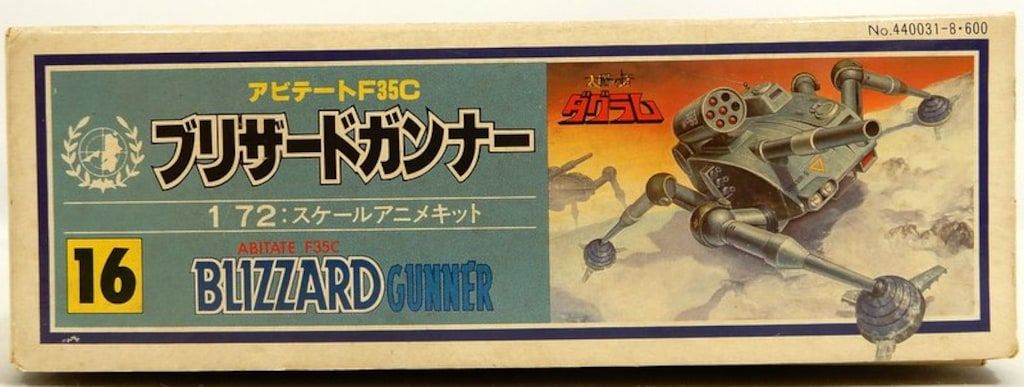 No.440031-8・600
アビテートF35C
ブリザードガンナー
1 72:スケールアニメキット
16
ABITATE F35C
BLIZZARD GUNNER
ダグラム